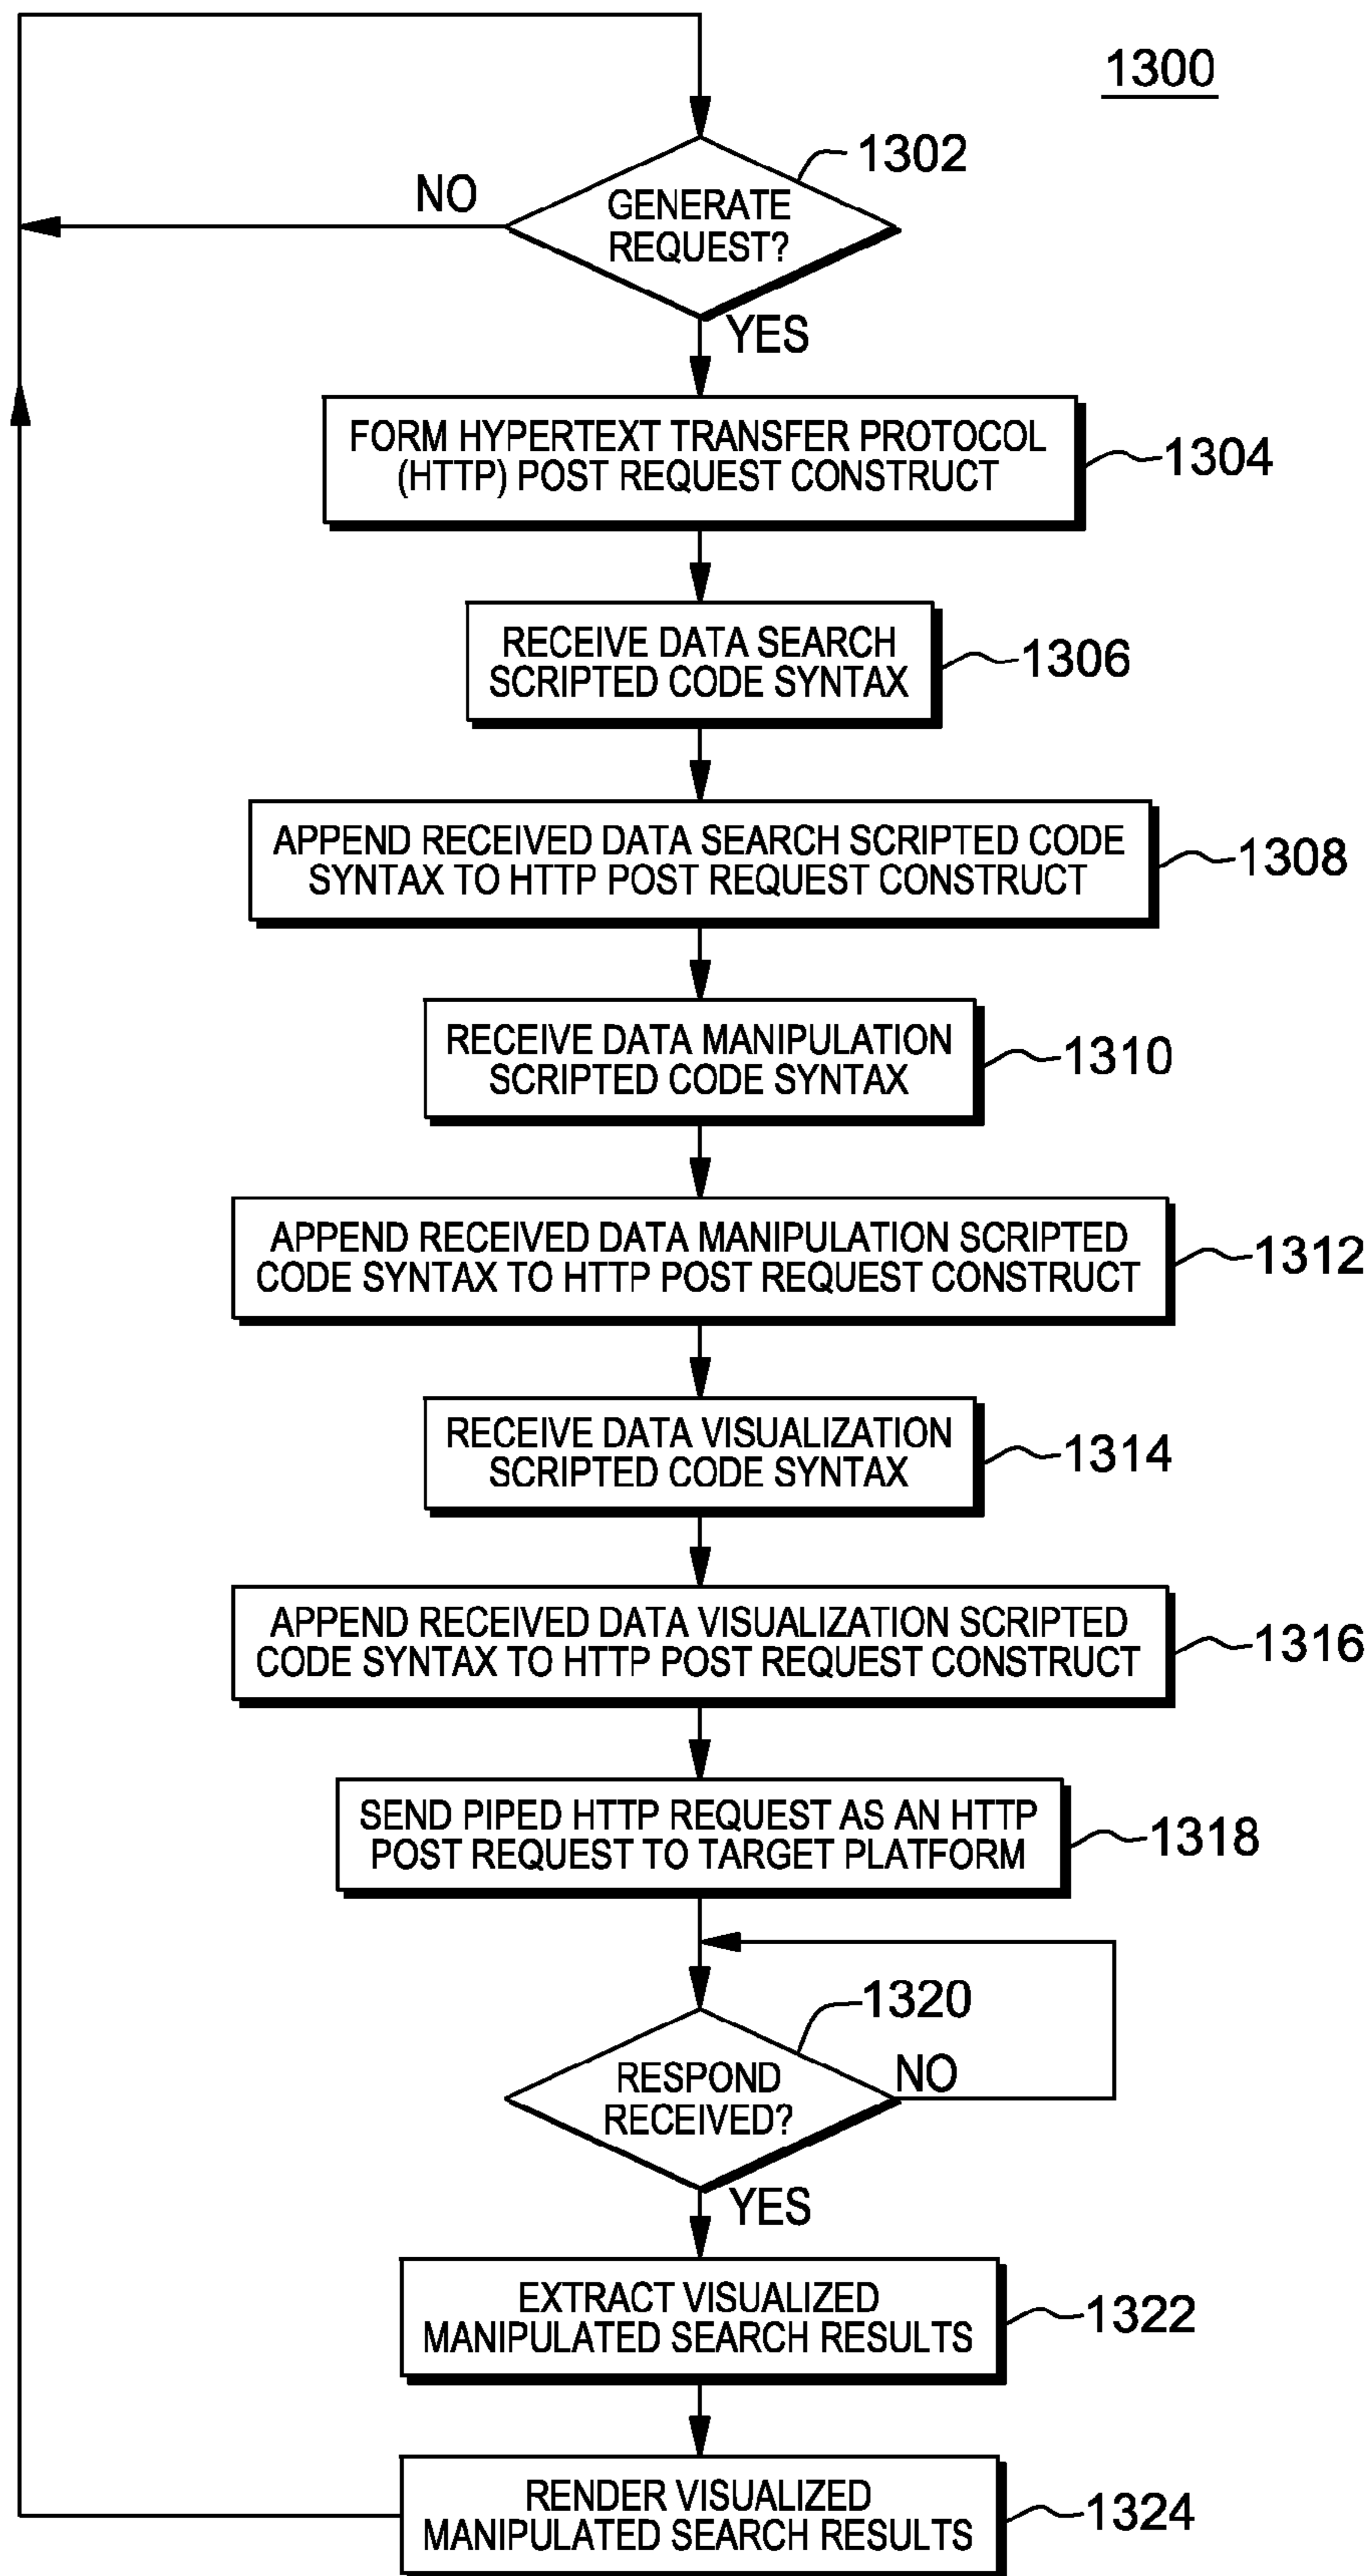 1300
1302
NO
GENERATE
REQUEST?
YES
FORM HYPERTEXT TRANSFER PROTOCOL
(HTTP) POST REQUEST CONSTRUCT
1304
RECEIVE DATA SEARCH
SCRIPTED CODE SYNTAX
1306
APPEND RECEIVED DATA SEARCH SCRIPTED CODE
SYNTAX TO HTTP POST REQUEST CONSTRUCT
1308
RECEIVE DATA MANIPULATION
SCRIPTED CODE SYNTAX
1310
APPEND RECEIVED DATA MANIPULATION SCRIPTED
CODE SYNTAX TO HTTP POST REQUEST CONSTRUCT
1312
RECEIVE DATA VISUALIZATION
SCRIPTED CODE SYNTAX
1314
APPEND RECEIVED DATA VISUALIZATION SCRIPTED
CODE SYNTAX TO HTTP POST REQUEST CONSTRUCT
1316
SEND PIPED HTTP REQUEST AS AN HTTP
POST REQUEST TO TARGET PLATFORM
1318
1320
RESPOND
RECEIVED?
NO
YES
EXTRACT VISUALIZED
MANIPULATED SEARCH RESULTS
1322
RENDER VISUALIZED
MANIPULATED SEARCH RESULTS
1324